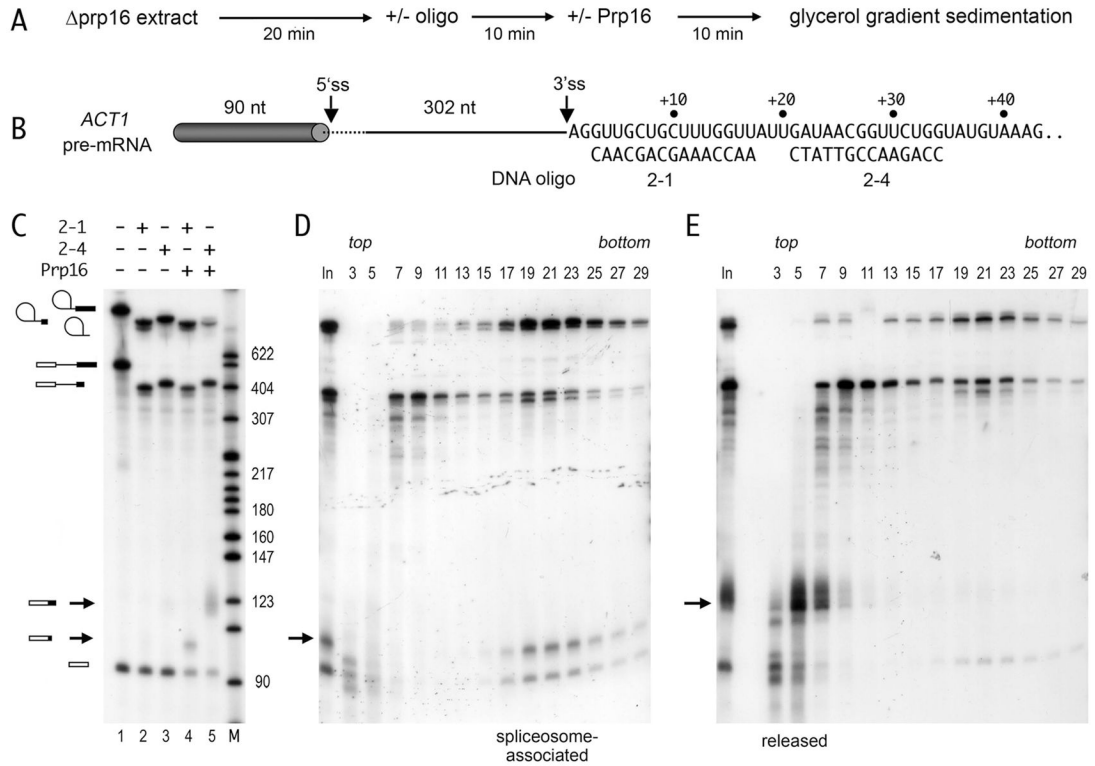 A Δprp16 extract 20 min +/- oligo 10 min +/- Prp16 10 min glycerol gradient sedimentation
B ACT1 pre-mRNA 90 nt 5'ss 302 nt 3'ss +10 +20 +30 +40
AGGUUGCUGCUUUGGUUAUUGAUAACGGUUCUGGUAUGUAAAG..
CAACGACGAAACCAA CTATTGCCAAGACC
DNA oligo 2-1 2-4
C
2-1 - + - + -
2-4 - - + - +
Prp16 - - - + +
622
404
307
217
180
160
147
123
90
1 2 3 4 5 M
D
top bottom
In 3 5 7 9 11 13 15 17 19 21 23 25 27 29
spliceosome-
associated
E
top bottom
In 3 5 7 9 11 13 15 17 19 21 23 25 27 29
released